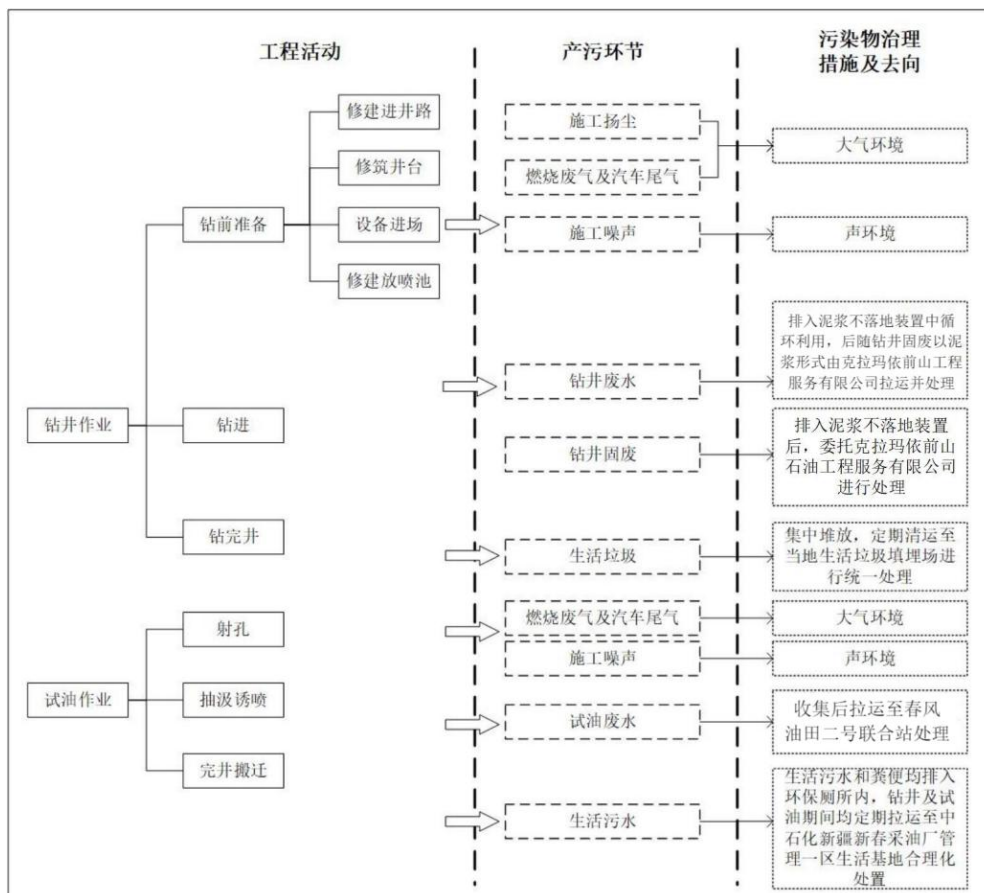 工程活动
产污环节
污染物治理
措施及去向
修建进井路
修筑井台
钻前准备
设备进场
修建放喷池
钻井作业
钻进
钻完井
射孔
试油作业
抽汲诱喷
完井搬迁
施工扬尘
燃烧废气及汽车尾气
施工噪声
钻井废水
钻井固废
生活垃圾
燃烧废气及汽车尾气
施工噪声
试油废水
生活污水
大气环境
声环境
排入泥浆不落地装置中循
环利用，后随钻井固废以泥
浆形式由克拉玛依前山工程
服务有限公司拉运并处理
排入泥浆不落地装置
后，委托克拉玛依前山
石油工程服务有限公司
进行处理
集中堆放，定期清运至
当地生活垃圾填埋场进
行统一处理
大气环境
声环境
收集后拉运至春风
油田二号联合站处理
生活污水和粪便均排入
环保厕所内，钻井及试
油期间均定期拉运至中
石化新疆新春采油厂管
理一区生活基地合理化
处置